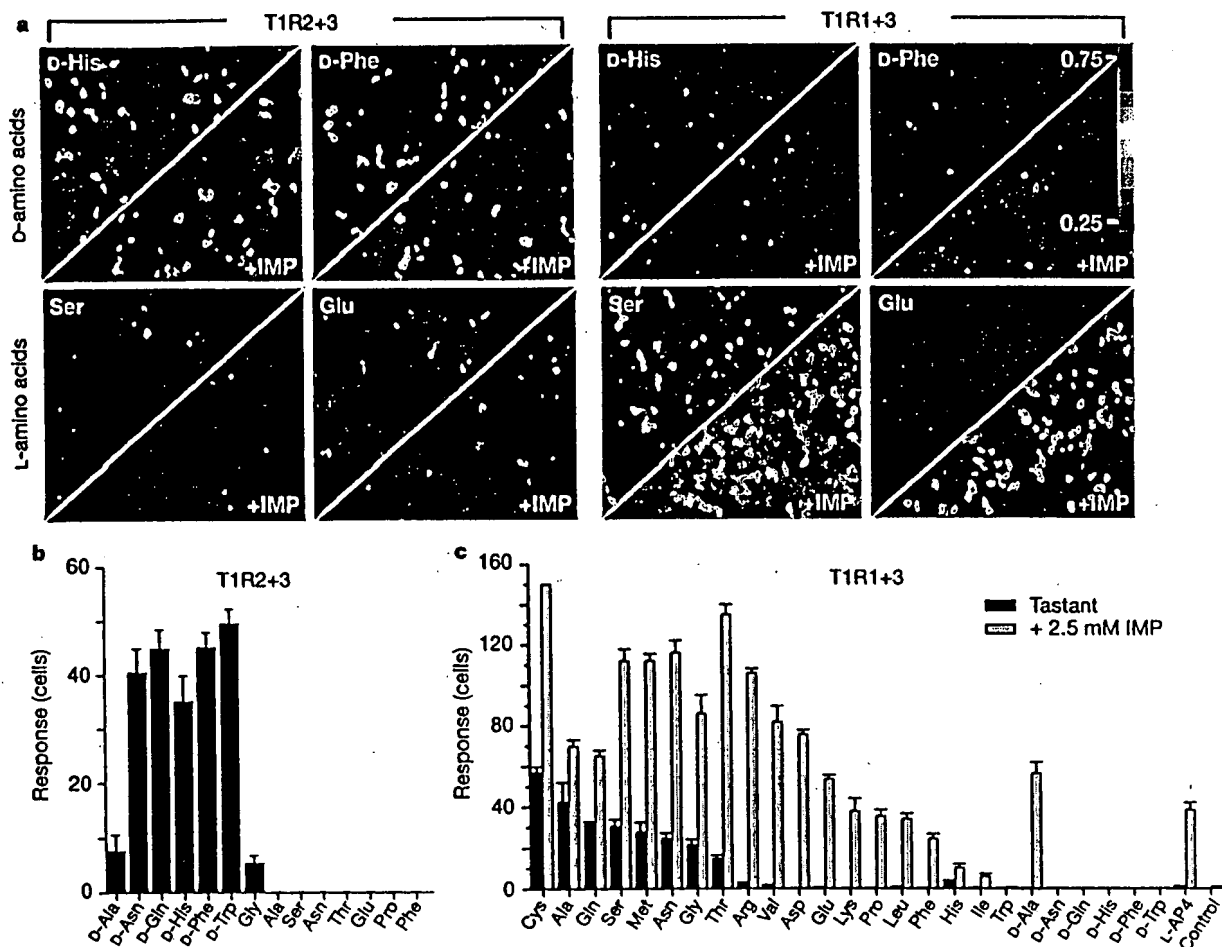 a
T1R2+3
T1R1+3
D-amino acids
D-His
+IMP
D-Phe
+IMP
D-His
+IMP
D-Phe
0.75
0.25
+IMP
L-amino acids
Ser
+IMP
Glu
+IMP
Ser
+IMP
Glu
+IMP
b
T1R2+3
Response (cells)
60
40
20
0
D-Ala
D-Asn
D-Gln
D-His
D-Phe
D-Trp
Gly
Ala
Ser
Asn
Thr
Glu
Pro
Phe
c
T1R1+3
Tastant
+ 2.5 mM IMP
Response (cells)
160
120
80
40
0
Cys
Ala
Gln
Ser
Met
Asn
Gly
Thr
Arg
Val
Asp
Glu
Lys
Pro
Leu
Phe
His
Ile
Trp
D-Ala
D-Asn
D-Gln
D-His
D-Phe
D-Trp
L-AP4
Control